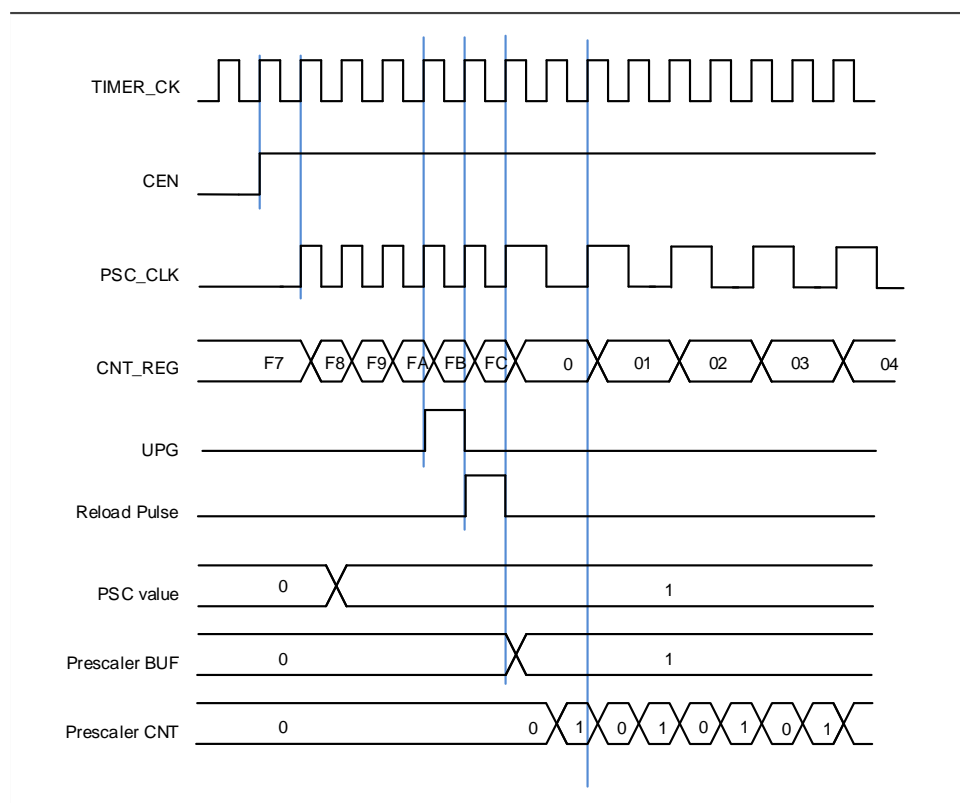 TIMER_CK
CEN
PSC_CLK
CNT_REG F7 F8 F9 FA FB FC 0 01 02 03 04
UPG
Reload Pulse
PSC value 0 1
Prescaler BUF 0 1
Prescaler CNT 0 0 1 0 1 0 1 0 1